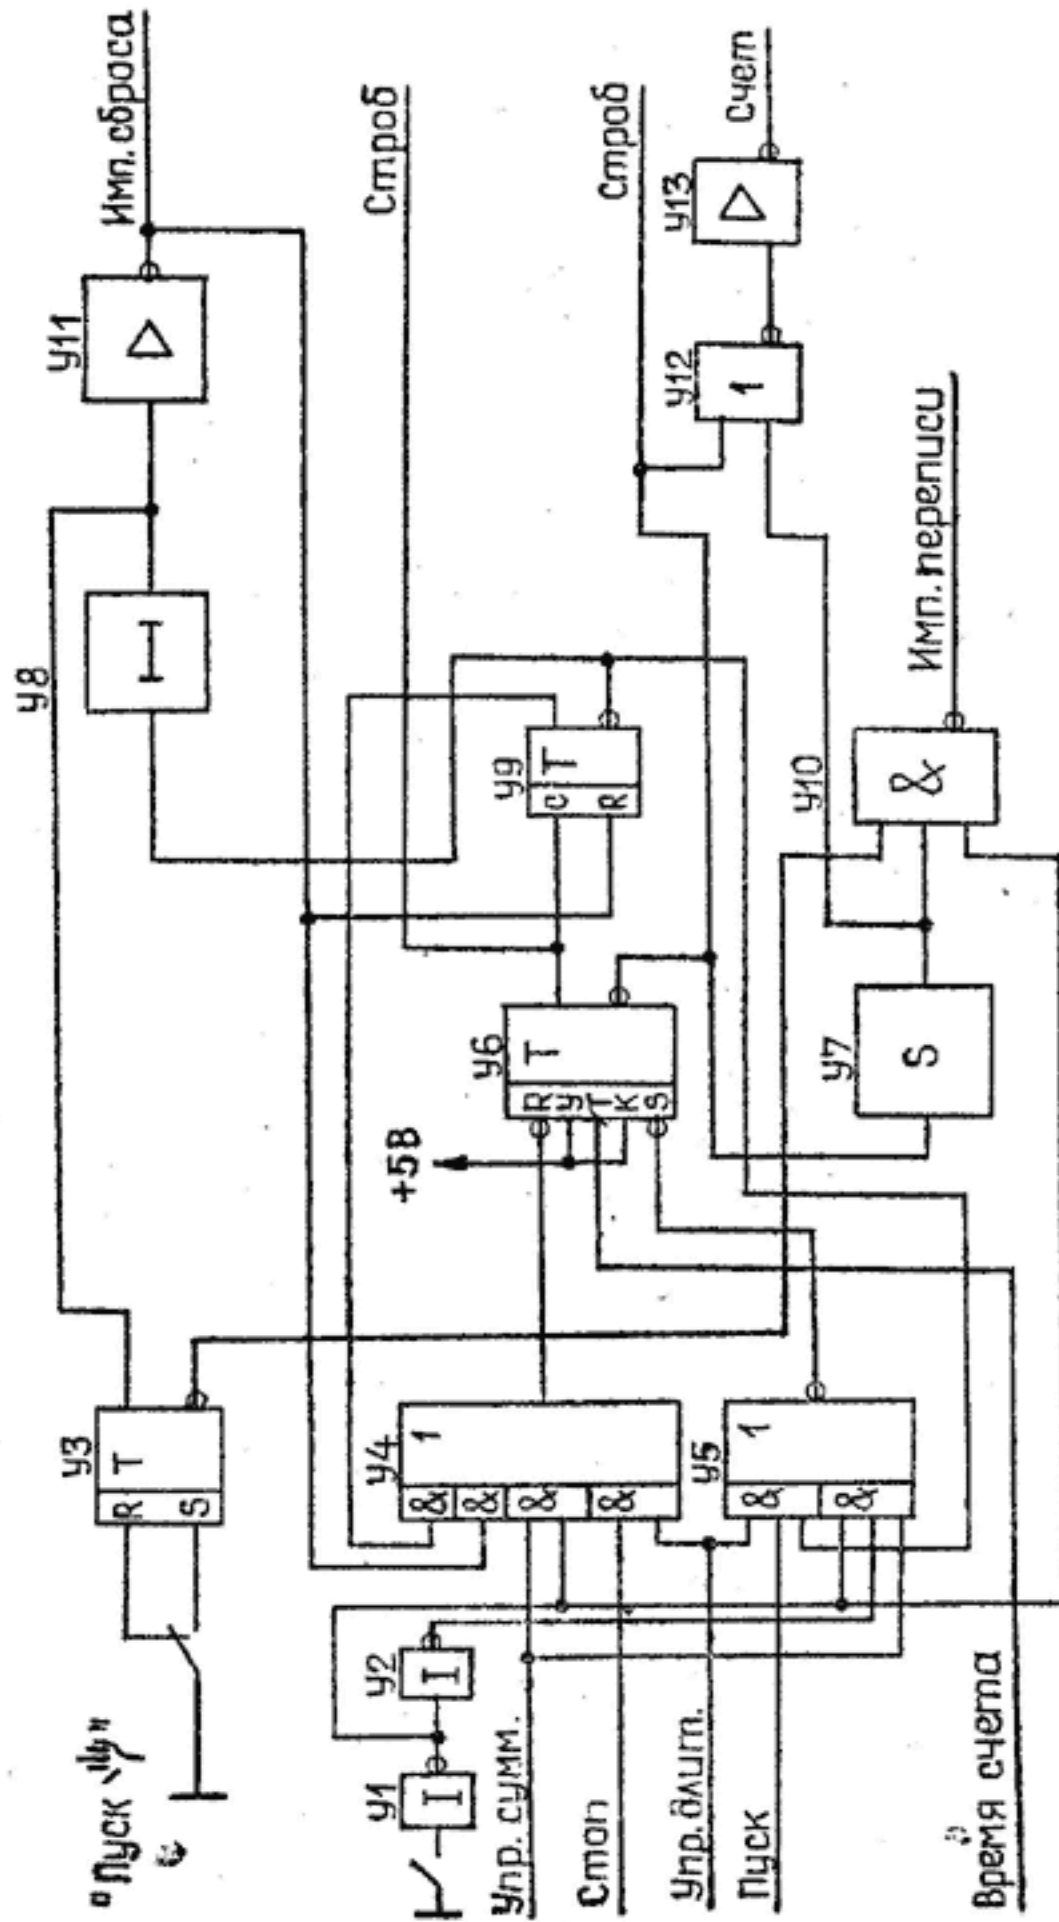 "Пуск"
У1
I
У2
I
Упр. сумм.
Стоп
Упр. длит.
Пуск
Время счета
У3
R
S
T
У4
&
&
&
&
1
У5
&
&
1
+5В
У6
R
У
T
K
S
T
У7
S
У8
I
У9
C
R
T
У10
&
Имп. переписи
У11
▷
Имп. сброса
Строб
Строб
У12
1
У13
▷
Счет